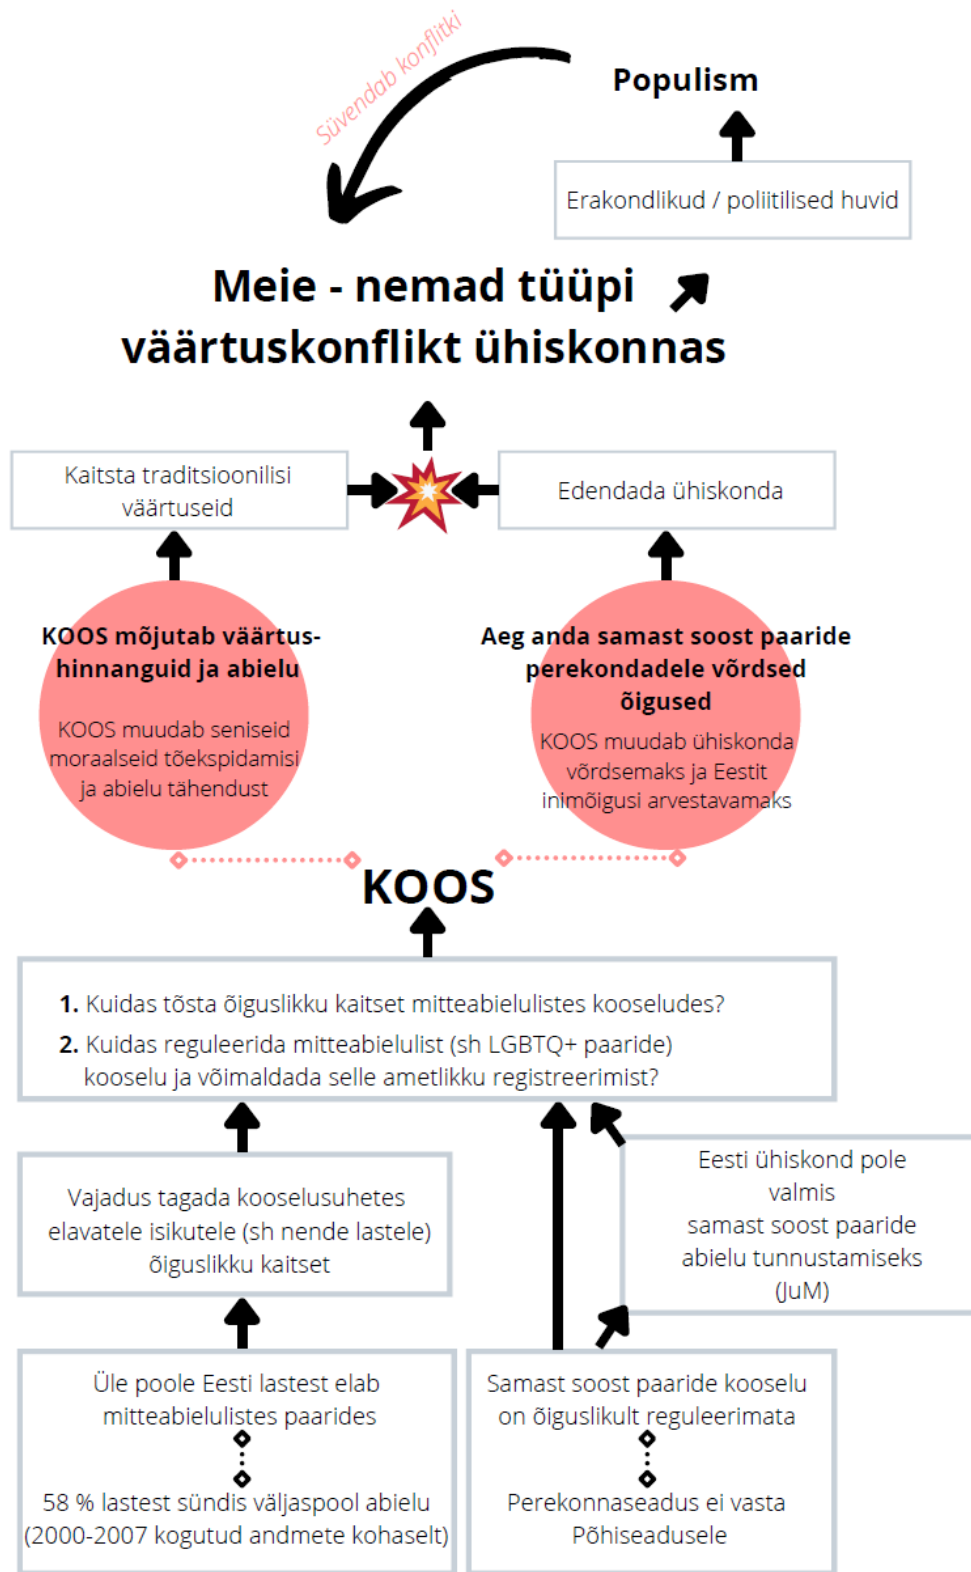 Süvendab konflitki
Populism
Erakondlikud / poliitilised huvid
Meie - nemad tüüpi
väärtuskonflikt ühiskonnas
Kaitsta traditsioonilisi
väärtuseid
Edendada ühiskonda
KOOS mõjutab väärtus-
hinnanguid ja abielu
KOOS muudab seniseid
moraalseid tõekspidamisi
ja abielu tähendust
Aeg anda samast soost paaride
perekondadele võrdsed
õigused
KOOS muudab ühiskonda
võrdsemaks ja Eestit
inimõigusi arvestavamaks
KOOS
1. Kuidas tõsta õiguslikku kaitset mitteabielulistes kooseludes?
2. Kuidas reguleerida mitteabielulist (sh LGBTQ+ paaride)
kooselu ja võimaldada selle ametlikku registreerimist?
Vajadus tagada kooselusuhetes
elavatele isikutele (sh nende lastele)
õiguslikku kaitset
Eesti ühiskond pole
valmis
samast soost paaride
abielu tunnustamiseks
(JuM)
Üle poole Eesti lastest elab
mitteabielulistes paarides
58 % lastest sündis väljaspool abielu
(2000-2007 kogutud andmete kohaselt)
Samast soost paaride kooselu
on õiguslikult reguleerimata
Perekonnaseadus ei vasta
Põhiseadusele